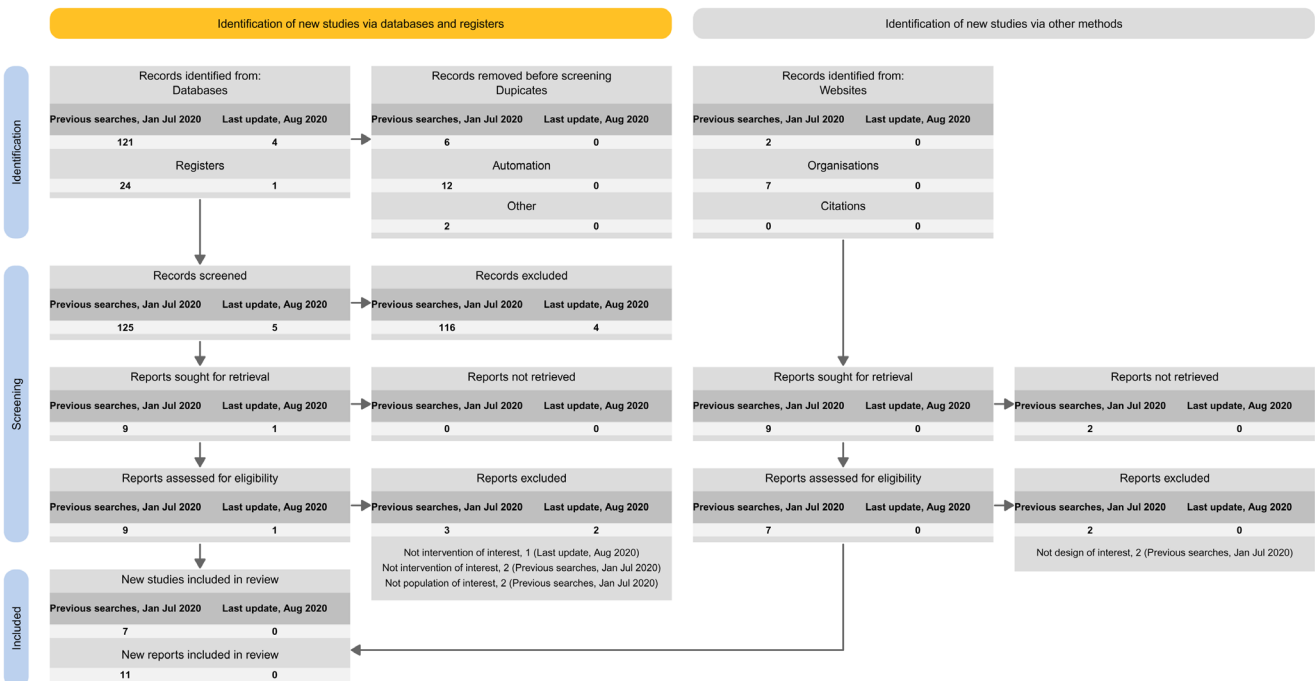 Identification of new studies via databases and registers
Identification of new studies via other methods
Identification
Records identified from:
Databases
Previous searches, Jan Jul 2020 Last update, Aug 2020
121 4
Registers
24 1
Records removed before screening
Dupicates
Previous searches, Jan Jul 2020 Last update, Aug 2020
6 0
Automation
12 0
Other
2 0
Records identified from:
Websites
Previous searches, Jan Jul 2020 Last update, Aug 2020
2 0
Organisations
7 0
Citations
0 0
Screening
Records screened
Previous searches, Jan Jul 2020 Last update, Aug 2020
125 5
Records excluded
Previous searches, Jan Jul 2020 Last update, Aug 2020
116 4
Reports sought for retrieval
Previous searches, Jan Jul 2020 Last update, Aug 2020
9 1
Reports not retrieved
Previous searches, Jan Jul 2020 Last update, Aug 2020
0 0
Reports sought for retrieval
Previous searches, Jan Jul 2020 Last update, Aug 2020
9 0
Reports not retrieved
Previous searches, Jan Jul 2020 Last update, Aug 2020
2 0
Reports assessed for eligibility
Previous searches, Jan Jul 2020 Last update, Aug 2020
9 1
Reports excluded
Previous searches, Jan Jul 2020 Last update, Aug 2020
3 2
Not intervention of interest, 1 (Last update, Aug 2020)
Not intervention of interest, 2 (Previous searches, Jan Jul 2020)
Not population of interest, 2 (Previous searches, Jan Jul 2020)
Reports assessed for eligibility
Previous searches, Jan Jul 2020 Last update, Aug 2020
7 0
Reports excluded
Previous searches, Jan Jul 2020 Last update, Aug 2020
2 0
Not design of interest, 2 (Previous searches, Jan Jul 2020)
Included
New studies included in review
Previous searches, Jan Jul 2020 Last update, Aug 2020
7 0
New reports included in review
11 0